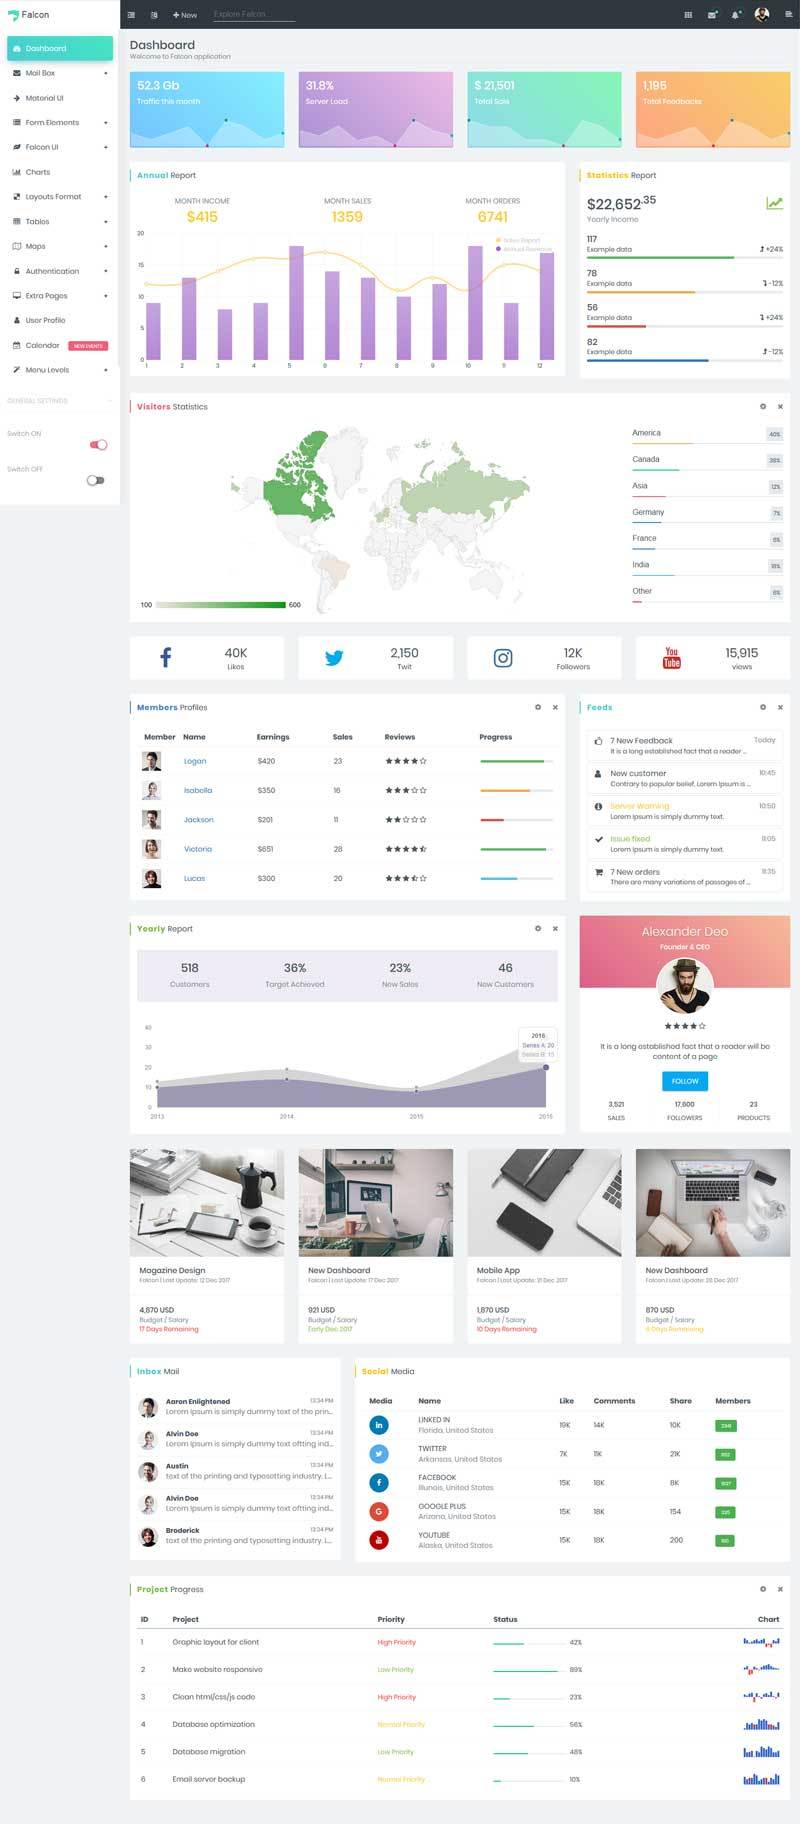 Falcon
+ New
Explore Falcon...
Dashboard
Mail Box
Material UI
Form Elements
Falcon UI
Charts
Layouts Format
Tables
Maps
Authentication
Extra Pages
User Profile
Calendar
NEW EVENTS
Menu Levels
GENERAL SETTINGS
Switch ON
Switch OFF
Dashboard
Welcome to Falcon application
52.3 Gb
Traffic this month
31.8%
Server Load
$ 21,501
Total Sale
1,195
Total Feedbacks
Annual Report
MONTH INCOME MONTH SALES MONTH ORDERS
$415 1359 6741
Sales Report
Annual Revenue
20
15
10
5
0
1 2 3 4 5 6 7 8 9 10 11 12
Statistics Report
$22,652.35
Yearly Income
117
Example data +24%
78
Example data -12%
56
Example data +24%
82
Example data -12%
Visitors Statistics
100 600
America 40%
Canada
Asia 12%
Germany 7%
France 6%
India
Other 6%
40K
Likes
2,150
Twit
12K
Followers
You
Tube
15,915
views
Members Profiles
Member Name Earnings Sales Reviews Progress
Logan $420 23
Isabella $350 16
Jackson $201 11
Victoria $651 28
Lucas $300 20
Feeds
7 New Feedback Today
It is a long established fact that a reader ...
New customer 10:45
Contrary to popular belief, Lorem Ipsum is ...
Server Warning 10:50
Lorem Ipsum is simply dummy text.
Issue fixed 11:05
Lorem Ipsum is simply dummy text.
7 New orders 11:35
There are many variations of passages of ...
Yearly Report
518 36% 23% 46
Customers Target Achieved New Sales New Customers
40
30
20
10
0
2016
Series A: 20
Series B: 15
2013 2014 2015 2016
Alexander Deo
Founder & CEO
It is a long established fact that a reader will be
content of a page
FOLLOW
3,521 17,600 23
SALES FOLLOWERS PRODUCTS
Magazine Design
Falcon | Last Update: 12 Dec 2017
4,870 USD
Budget / Salary
17 Days Remaining
New Dashboard
Falcon | Last Update: 17 Dec 2017
921 USD
Budget / Salary
Early Dec 2017
Mobile App
Falcon | Last Update: 21 Dec 2017
1,870 USD
Budget / Salary
10 Days Remaining
New Dashboard
Falcon | Last Update: 28 Dec 2017
870 USD
Budget / Salary
Days Remaining
Inbox Mail
Aaron Enlightened 13:34 PM
Lorem Ipsum is simply dummy text of the prin...
Alvin Doe 13:34 PM
Lorem Ipsum is simply dummy text ofting ind...
Austin 13:34 PM
text of the printing and typesetting industry. L...
Alvin Doe 13:34 PM
Lorem Ipsum is simply dummy text ofting ind...
Broderick 13:34 PM
text of the printing and typesetting industry. L...
Social Media
Media Name Like Comments Share Members
LINKED IN
Florida, United States
19K 14K 10K
TWITTER
Arkansas, United States
7K 11K 21K
FACEBOOK
Illunois, United States
15K 18K 8K
GOOGLE PLUS
Arizona, United States
15K 18K 154
YOUTUBE
Alaska, United States
15K 18K 200
Project Progress
ID Project Priority Status Chart
1 Graphic layout for client High Priority 42%
2 Make website responsive Low Priority 89%
3 Clean html/css/js code High Priority 23%
4 Database optimization Normal Priority 56%
5 Database migration Low Priority 48%
6 Email server backup Normal Priority 10%